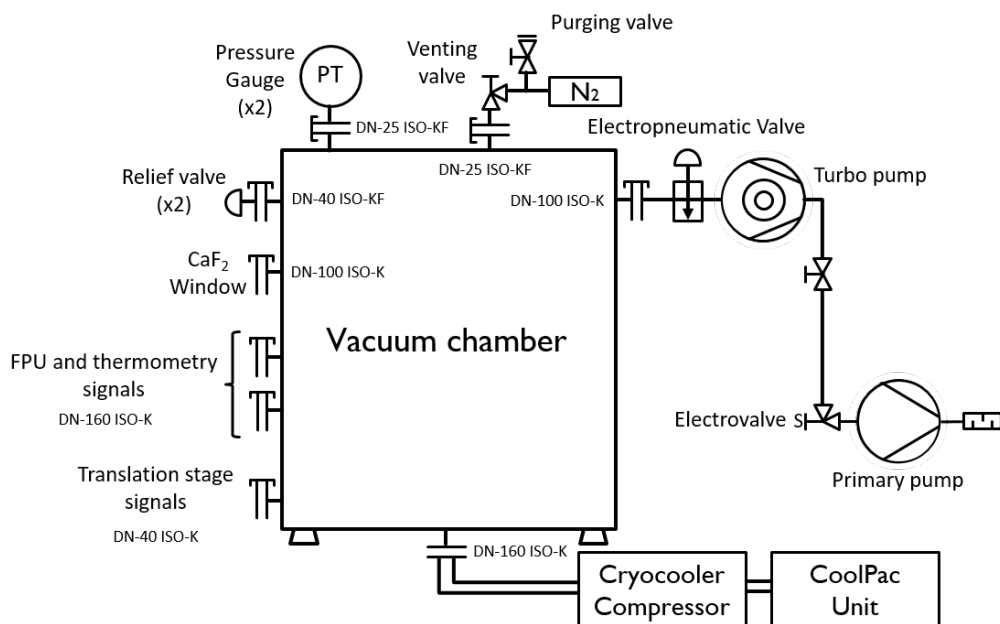 Pressure
Gauge
(x2)
PT
DN-25 ISO-KF
Venting
valve
Purging valve
N2
DN-25 ISO-KF
Electropneumatic Valve
Turbo pump
DN-100 ISO-K
Relief valve
(x2)
DN-40 ISO-KF
CaF2
Window
DN-100 ISO-K
Vacuum chamber
FPU and thermometry
signals
DN-160 ISO-K
Electrovalve S
Primary pump
Translation stage
signals
DN-40 ISO-K
DN-160 ISO-K
Cryocooler
Compressor
CoolPac
Unit